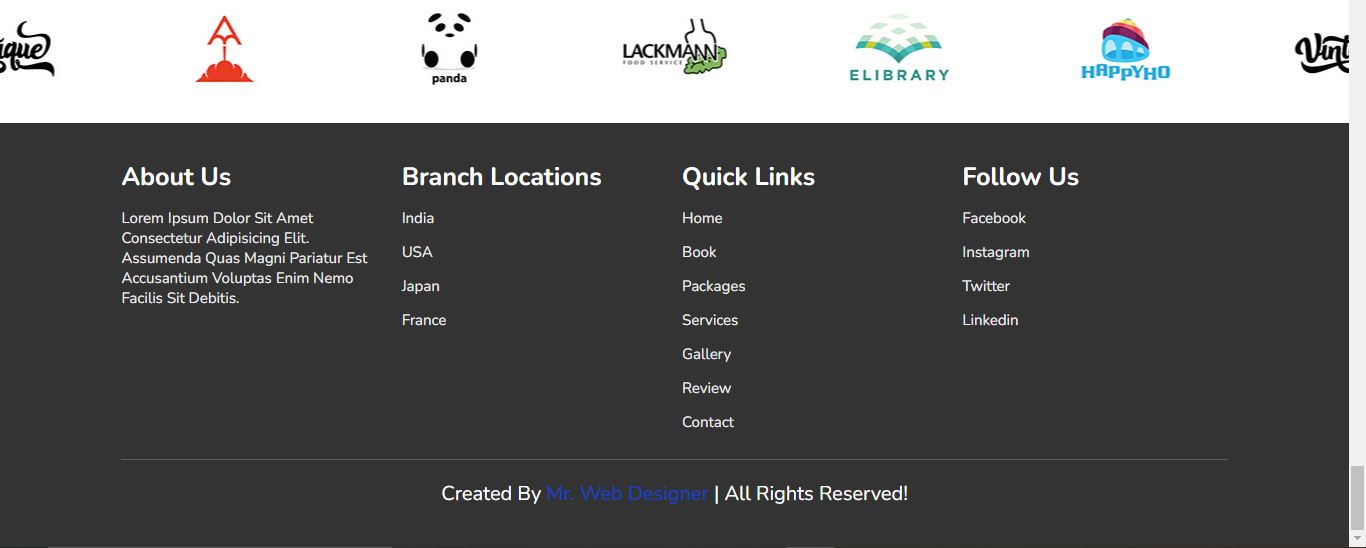 ique
panda
LACKMANN
FOOD SERVICE
ELIBRARY
HAPPYHO
Vint
About Us
Lorem Ipsum Dolor Sit Amet
Consectetur Adipisicing Elit.
Assumenda Quas Magni Pariatur Est
Accusantium Voluptas Enim Nemo
Facilis Sit Debitis.
Branch Locations
India
USA
Japan
France
Quick Links
Home
Book
Packages
Services
Gallery
Review
Contact
Follow Us
Facebook
Instagram
Twitter
Linkedin
Created By Mr. Web Designer | All Rights Reserved!